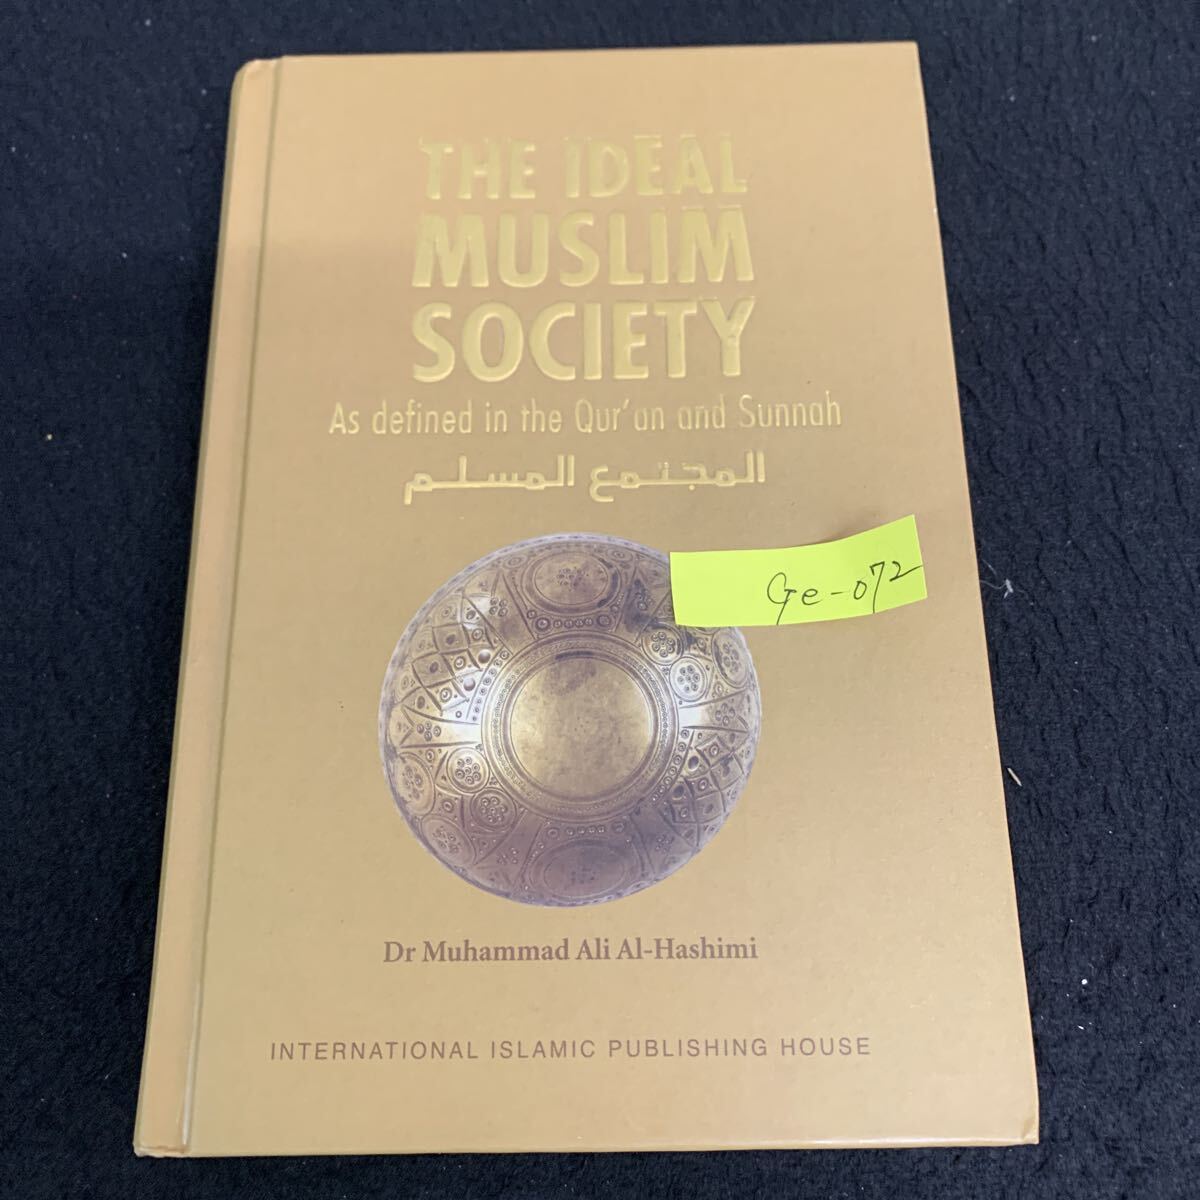 THE IDEAL
MUSLIM
SOCIETY
As defined in the Qur'an and Sunnah
المجتمع المسلم
Ge-072
Dr Muhammad Ali Al-Hashimi
INTERNATIONAL ISLAMIC PUBLISHING HOUSE